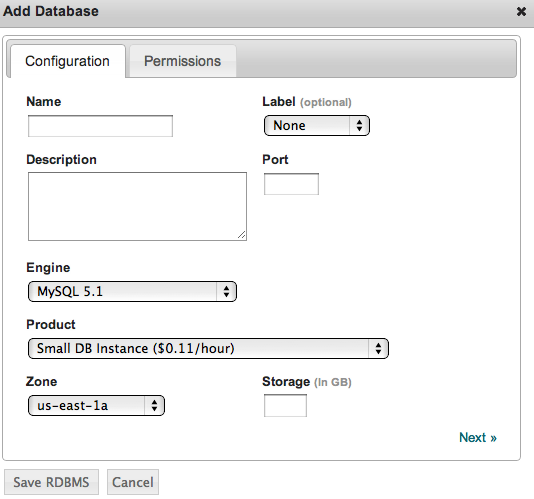 Add Database ✖
Configuration Permissions
Name Label (optional)
None
Description Port
Engine
MySQL 5.1
Product
Small DB Instance ($0.11/hour)
Zone Storage (In GB)
us-east-1a
Next »
Save RDBMS Cancel